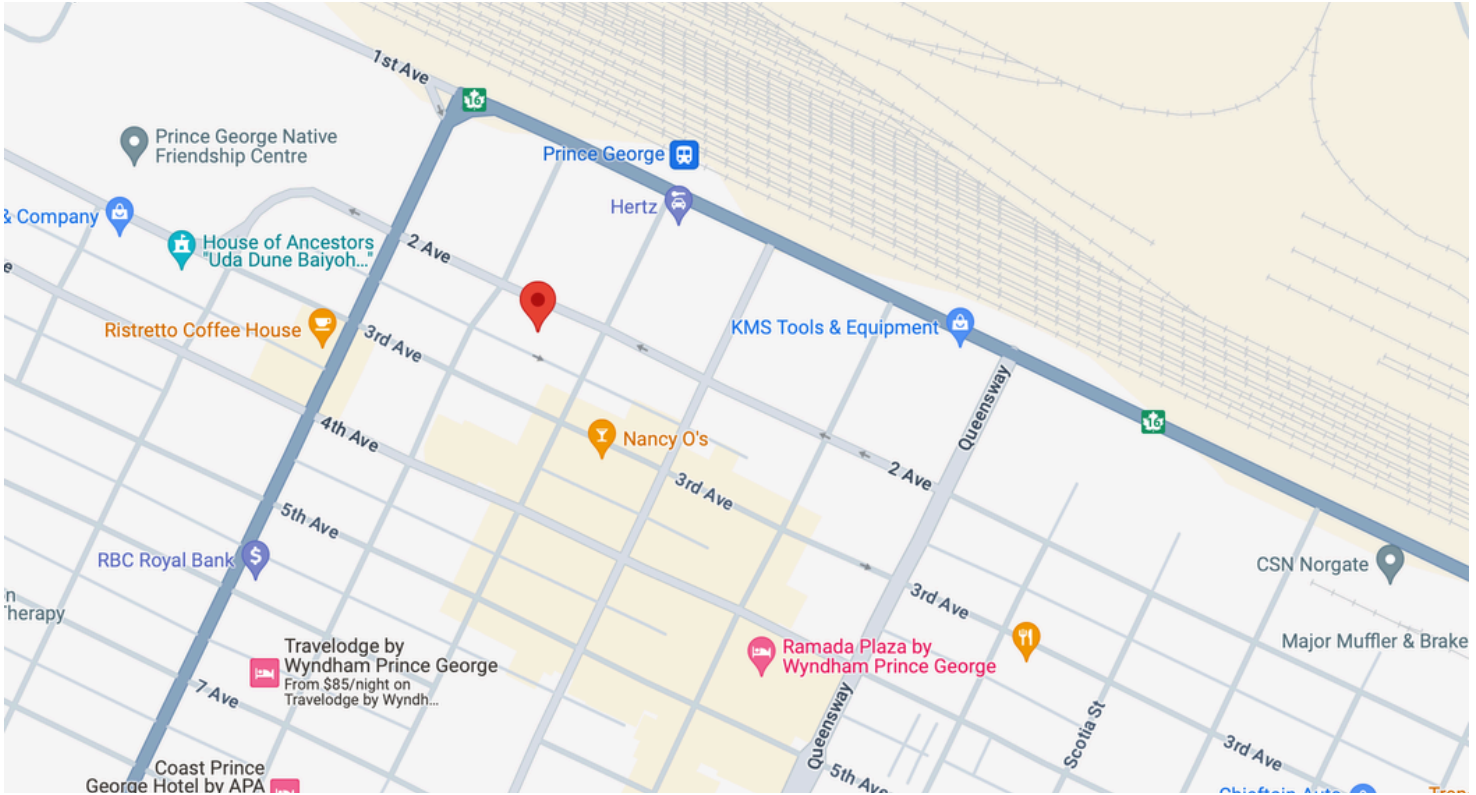 1st Ave
16
Prince George Native
Friendship Centre
Prince George
Hertz
& Company
House of Ancestors
"Uda Dune Baiyoh..."
2 Ave
Ristretto Coffee House
3rd Ave
KMS Tools & Equipment
Queensway
16
4th Ave
Nancy O's
3rd Ave
2 Ave
5th Ave
$
RBC Royal Bank
CSN Norgate
3rd Ave
Therapy
Travelodge by
Wyndham Prince George
From $85/night on
Travelodge by Wyndh...
Ramada Plaza by
Wyndham Prince George
Major Muffler & Brake
7 Ave
Queensway
Scotia St
3rd Ave
5th Ave
Coast Prince
George Hotel by APA
Chieftain Auto